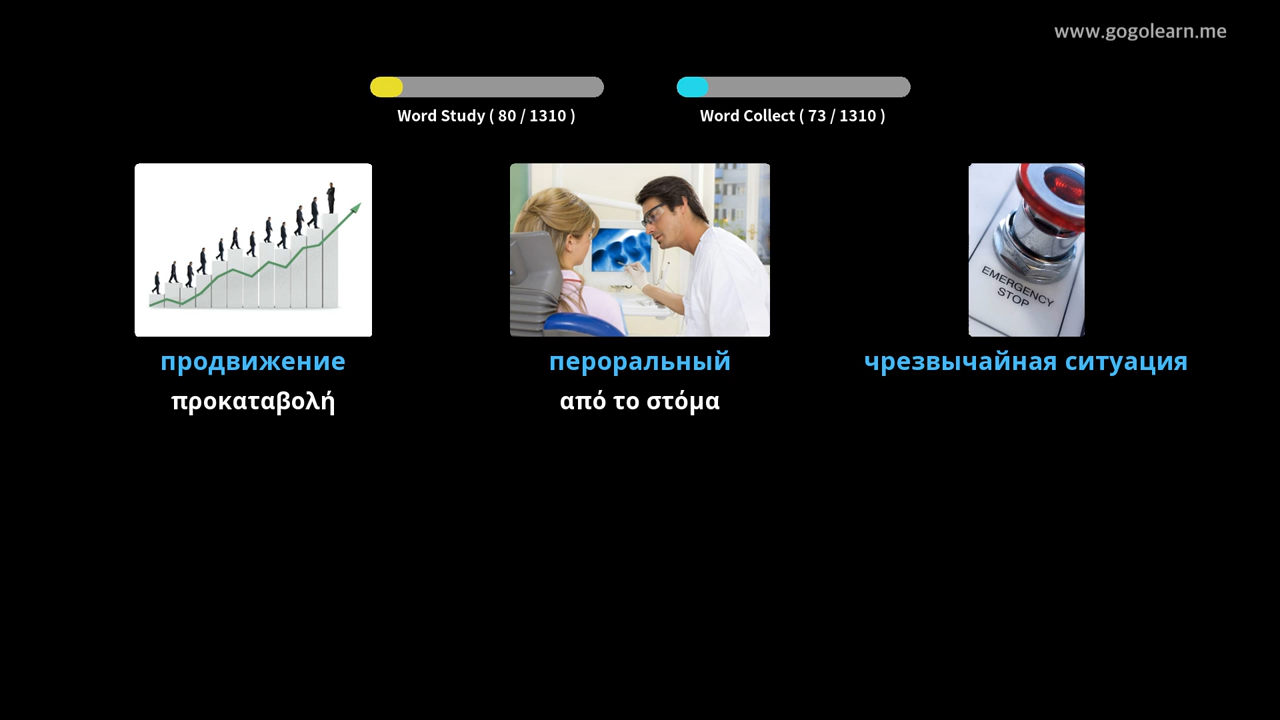 www.gogolearn.me
Word Study ( 80 / 1310 )
Word Collect ( 73 / 1310 )
EMERGENCY
STOP
продвижение
пероральный
чрезвычайная ситуация
προκαταβολή
από το στόμα